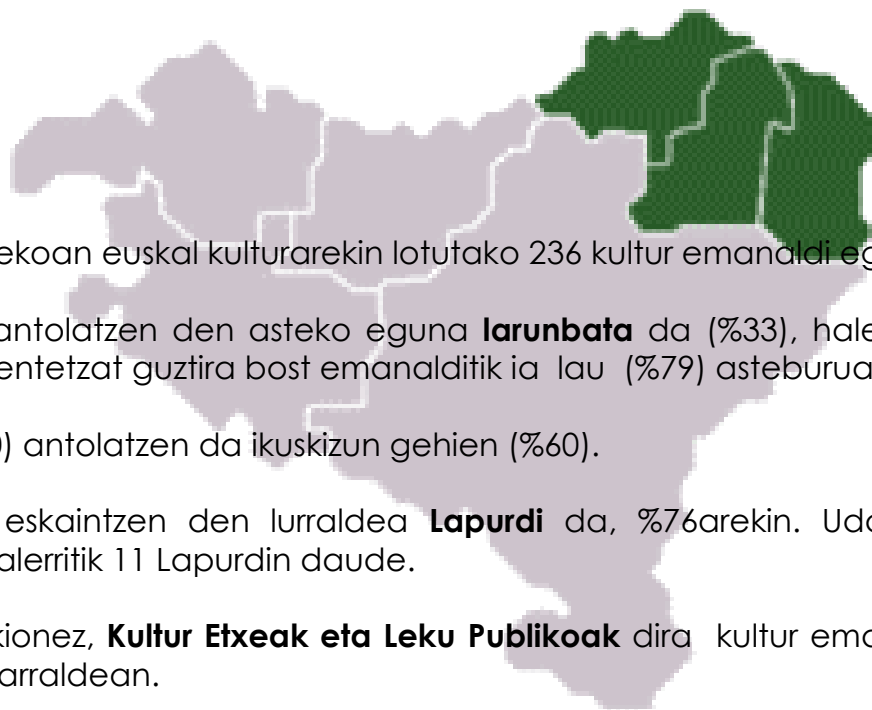 ekoan euskal kulturarekin lotutako 236 kultur emanaldi eg
antolatzen den asteko eguna larunbata da (%33), hale
entetzat guztira bost emanalditik ia lau (%79) asteburua
) antolatzen da ikuskizun gehien (%60).
eskaintzen den lurraldea Lapurdi da, %76arekin. Uda
alerritik 11 Lapurdin daude.
kionez, Kultur Etxeak eta Leku Publikoak dira kultur ema
arraldean.